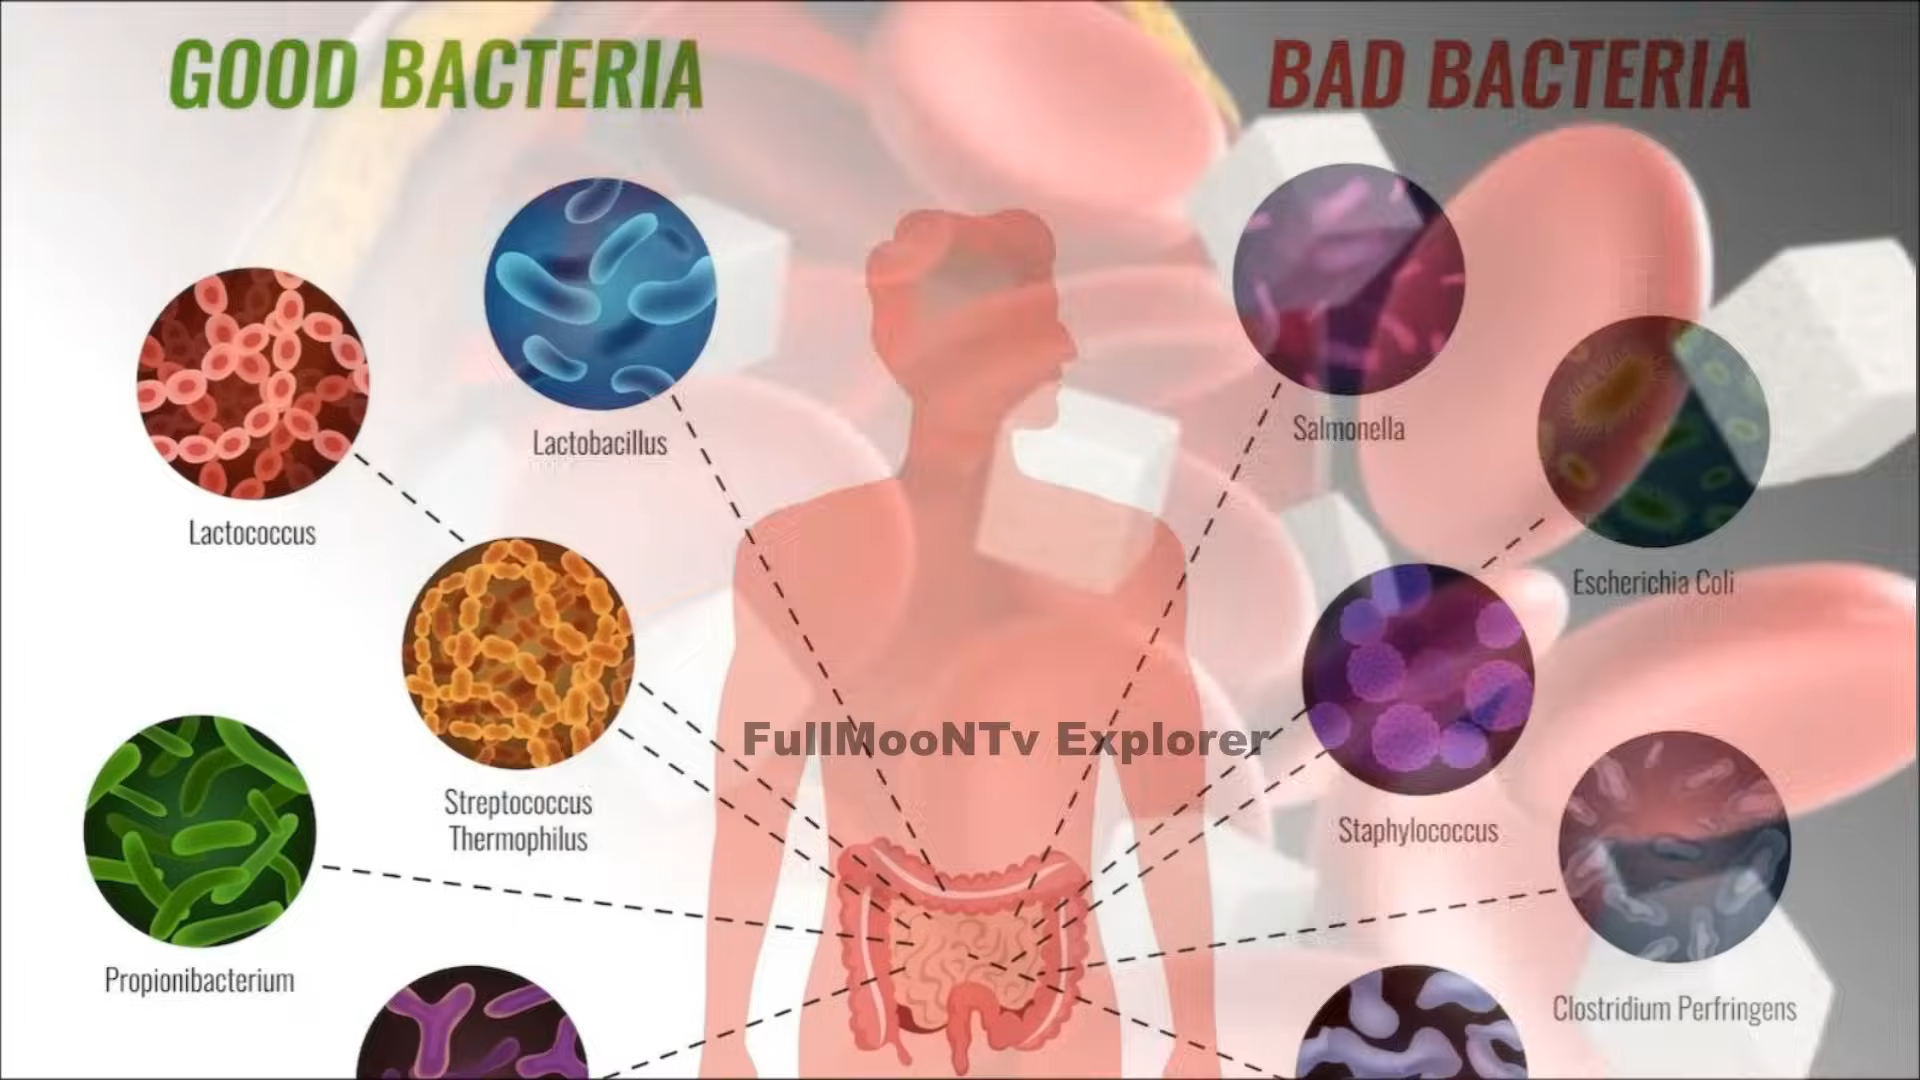 GOOD BACTERIA
BAD BACTERIA
Lactobacillus
Salmonella
Lactococcus
Escherichia Coli
FullMooNTv Explorer
Streptococcus
Thermophilus
Staphylococcus
Propionibacterium
Clostridium Perfringens